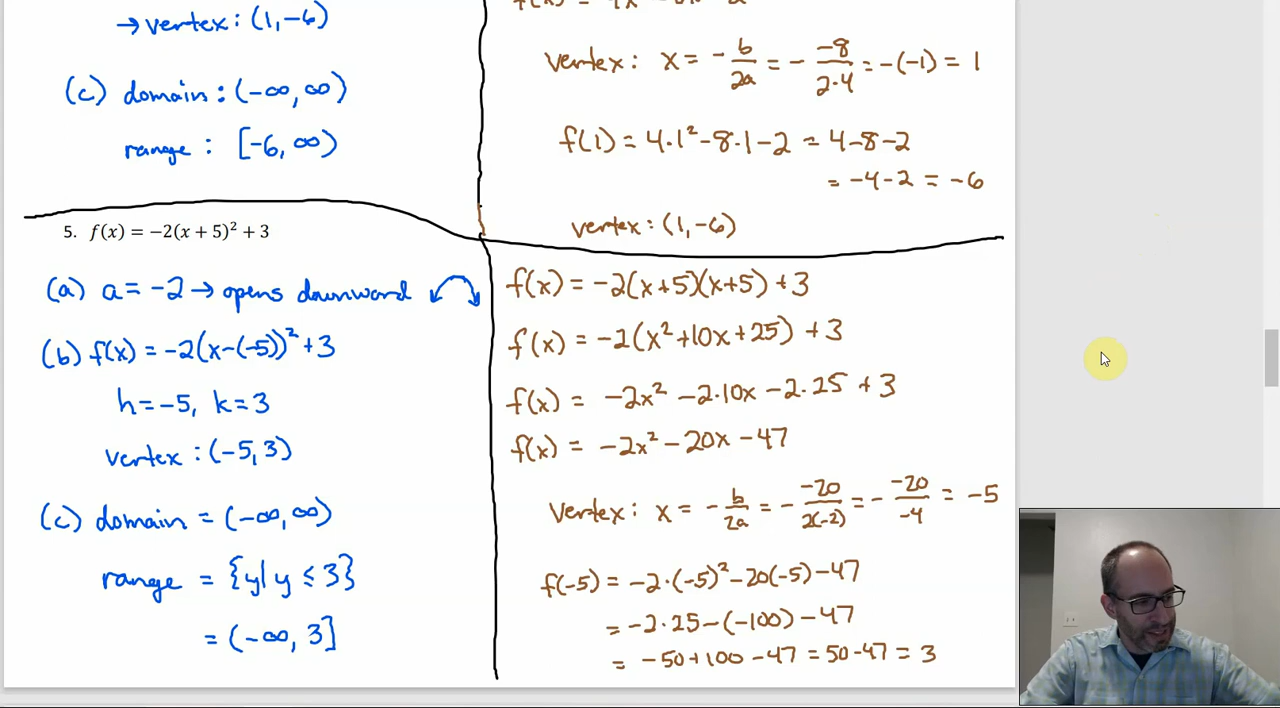 → vertex : (1, -6)
(c) domain : (-∞, ∞)
range : [-6, ∞)
vertex : x = - b/2a = - -8/2·4 = -(-1) = 1
f(1) = 4·1² - 8·1 - 2 = 4 - 8 - 2
= -4 - 2 = -6
vertex : (1, -6)
5. f(x) = −2(x + 5)² + 3
(a) a = -2 → opens downward
(b) f(x) = -2(x-(-5))² + 3
h = -5, k = 3
vertex : (-5, 3)
(c) domain = (-∞, ∞)
range = {y| y ≤ 3}
= (-∞, 3]
f(x) = -2(x+5)(x+5) + 3
f(x) = -2(x² + 10x + 25) + 3
f(x) = -2x² - 2·10x - 2·25 + 3
f(x) = -2x² - 20x - 47
Vertex : x = - b/2a = - -20/2(-2) = - -20/-4 = -5
f(-5) = -2·(-5)² - 20(-5) - 47
= -2·25 - (-100) - 47
= -50 + 100 - 47 = 50 - 47 = 3